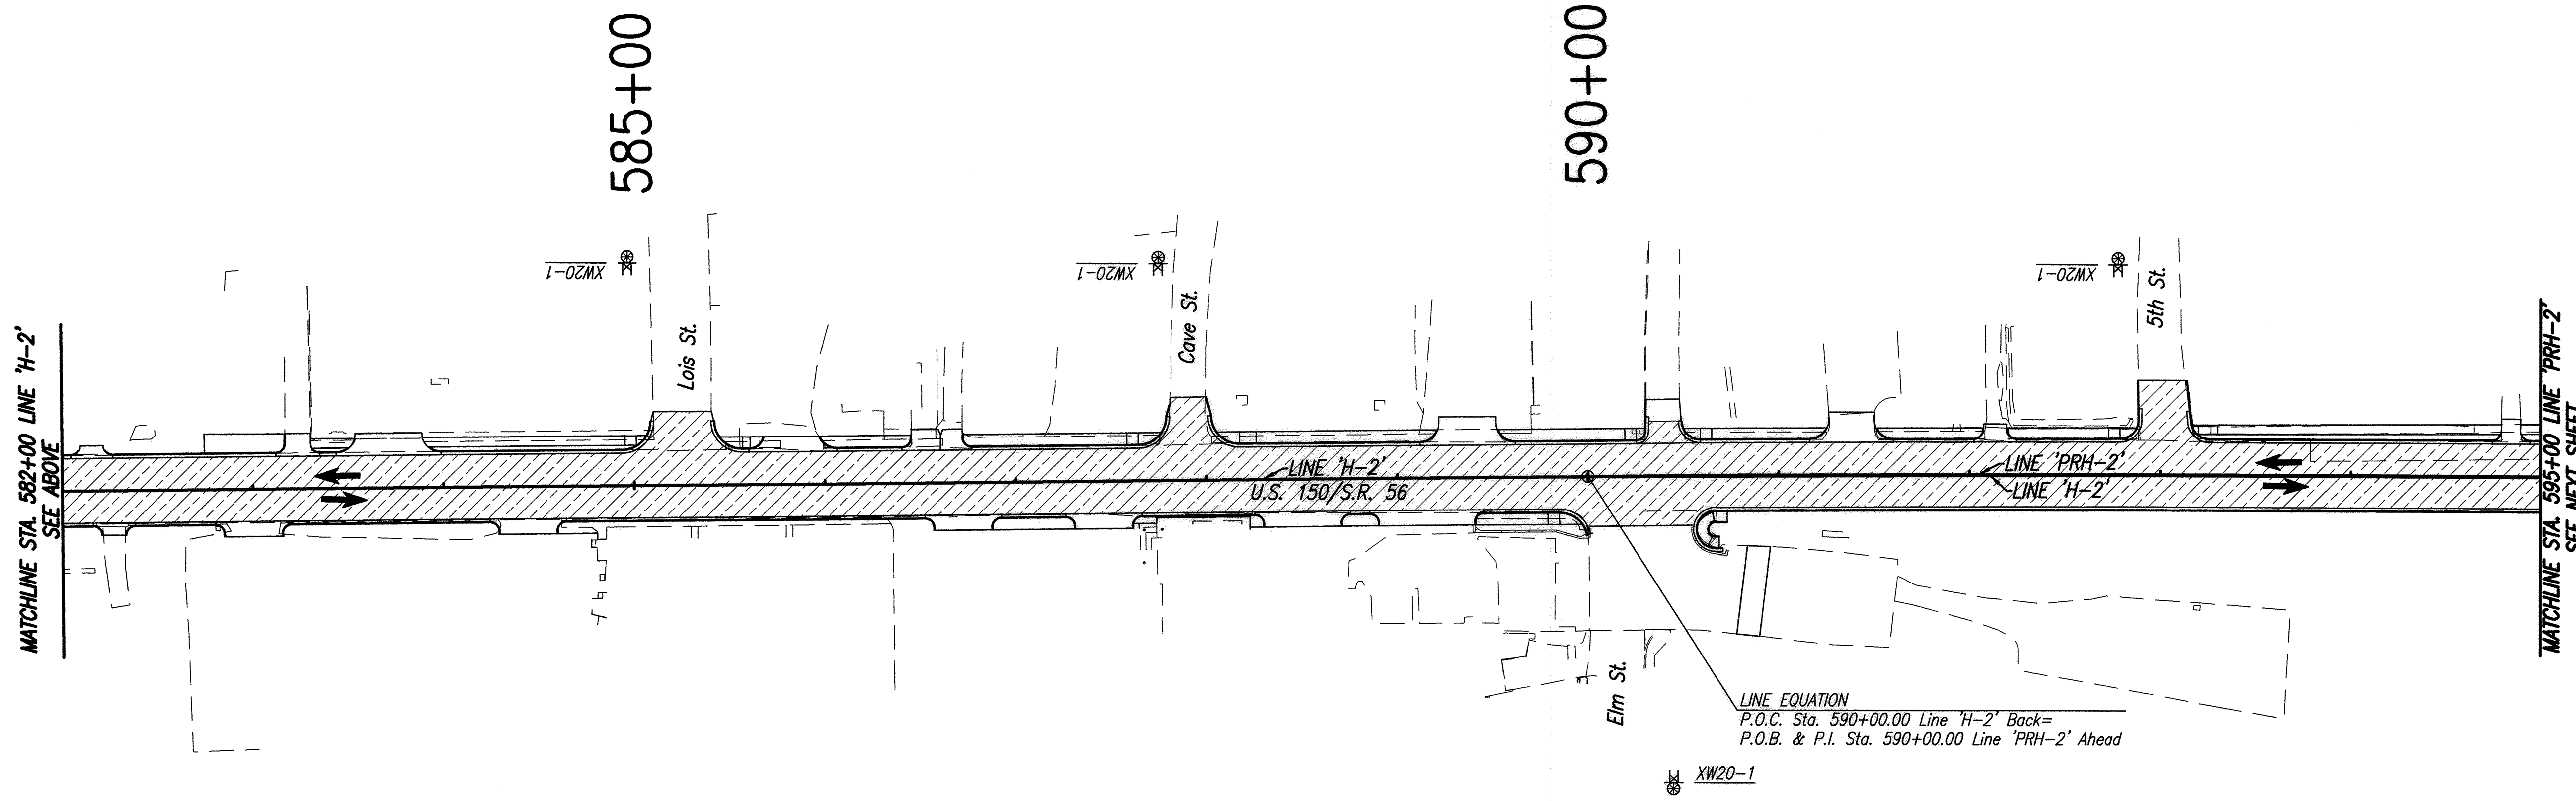 585+00
590+00
XW20-1
XW20-1
XW20-1
Lois St.
Cave St.
5th St.
MATCHLINE STA. 582+00 LINE 'H-2'
SEE ABOVE
LINE 'H-2'
U.S. 150/S.R. 56
LINE 'PRH-2'
LINE 'H-2'
MATCHLINE STA. 595+00 LINE 'PRH-2'
SEE NEXT SHEET
Elm St.
LINE EQUATION
P.O.C. Sta. 590+00.00 Line 'H-2' Back=
P.O.B. & P.I. Sta. 590+00.00 Line 'PRH-2' Ahead
XW20-1